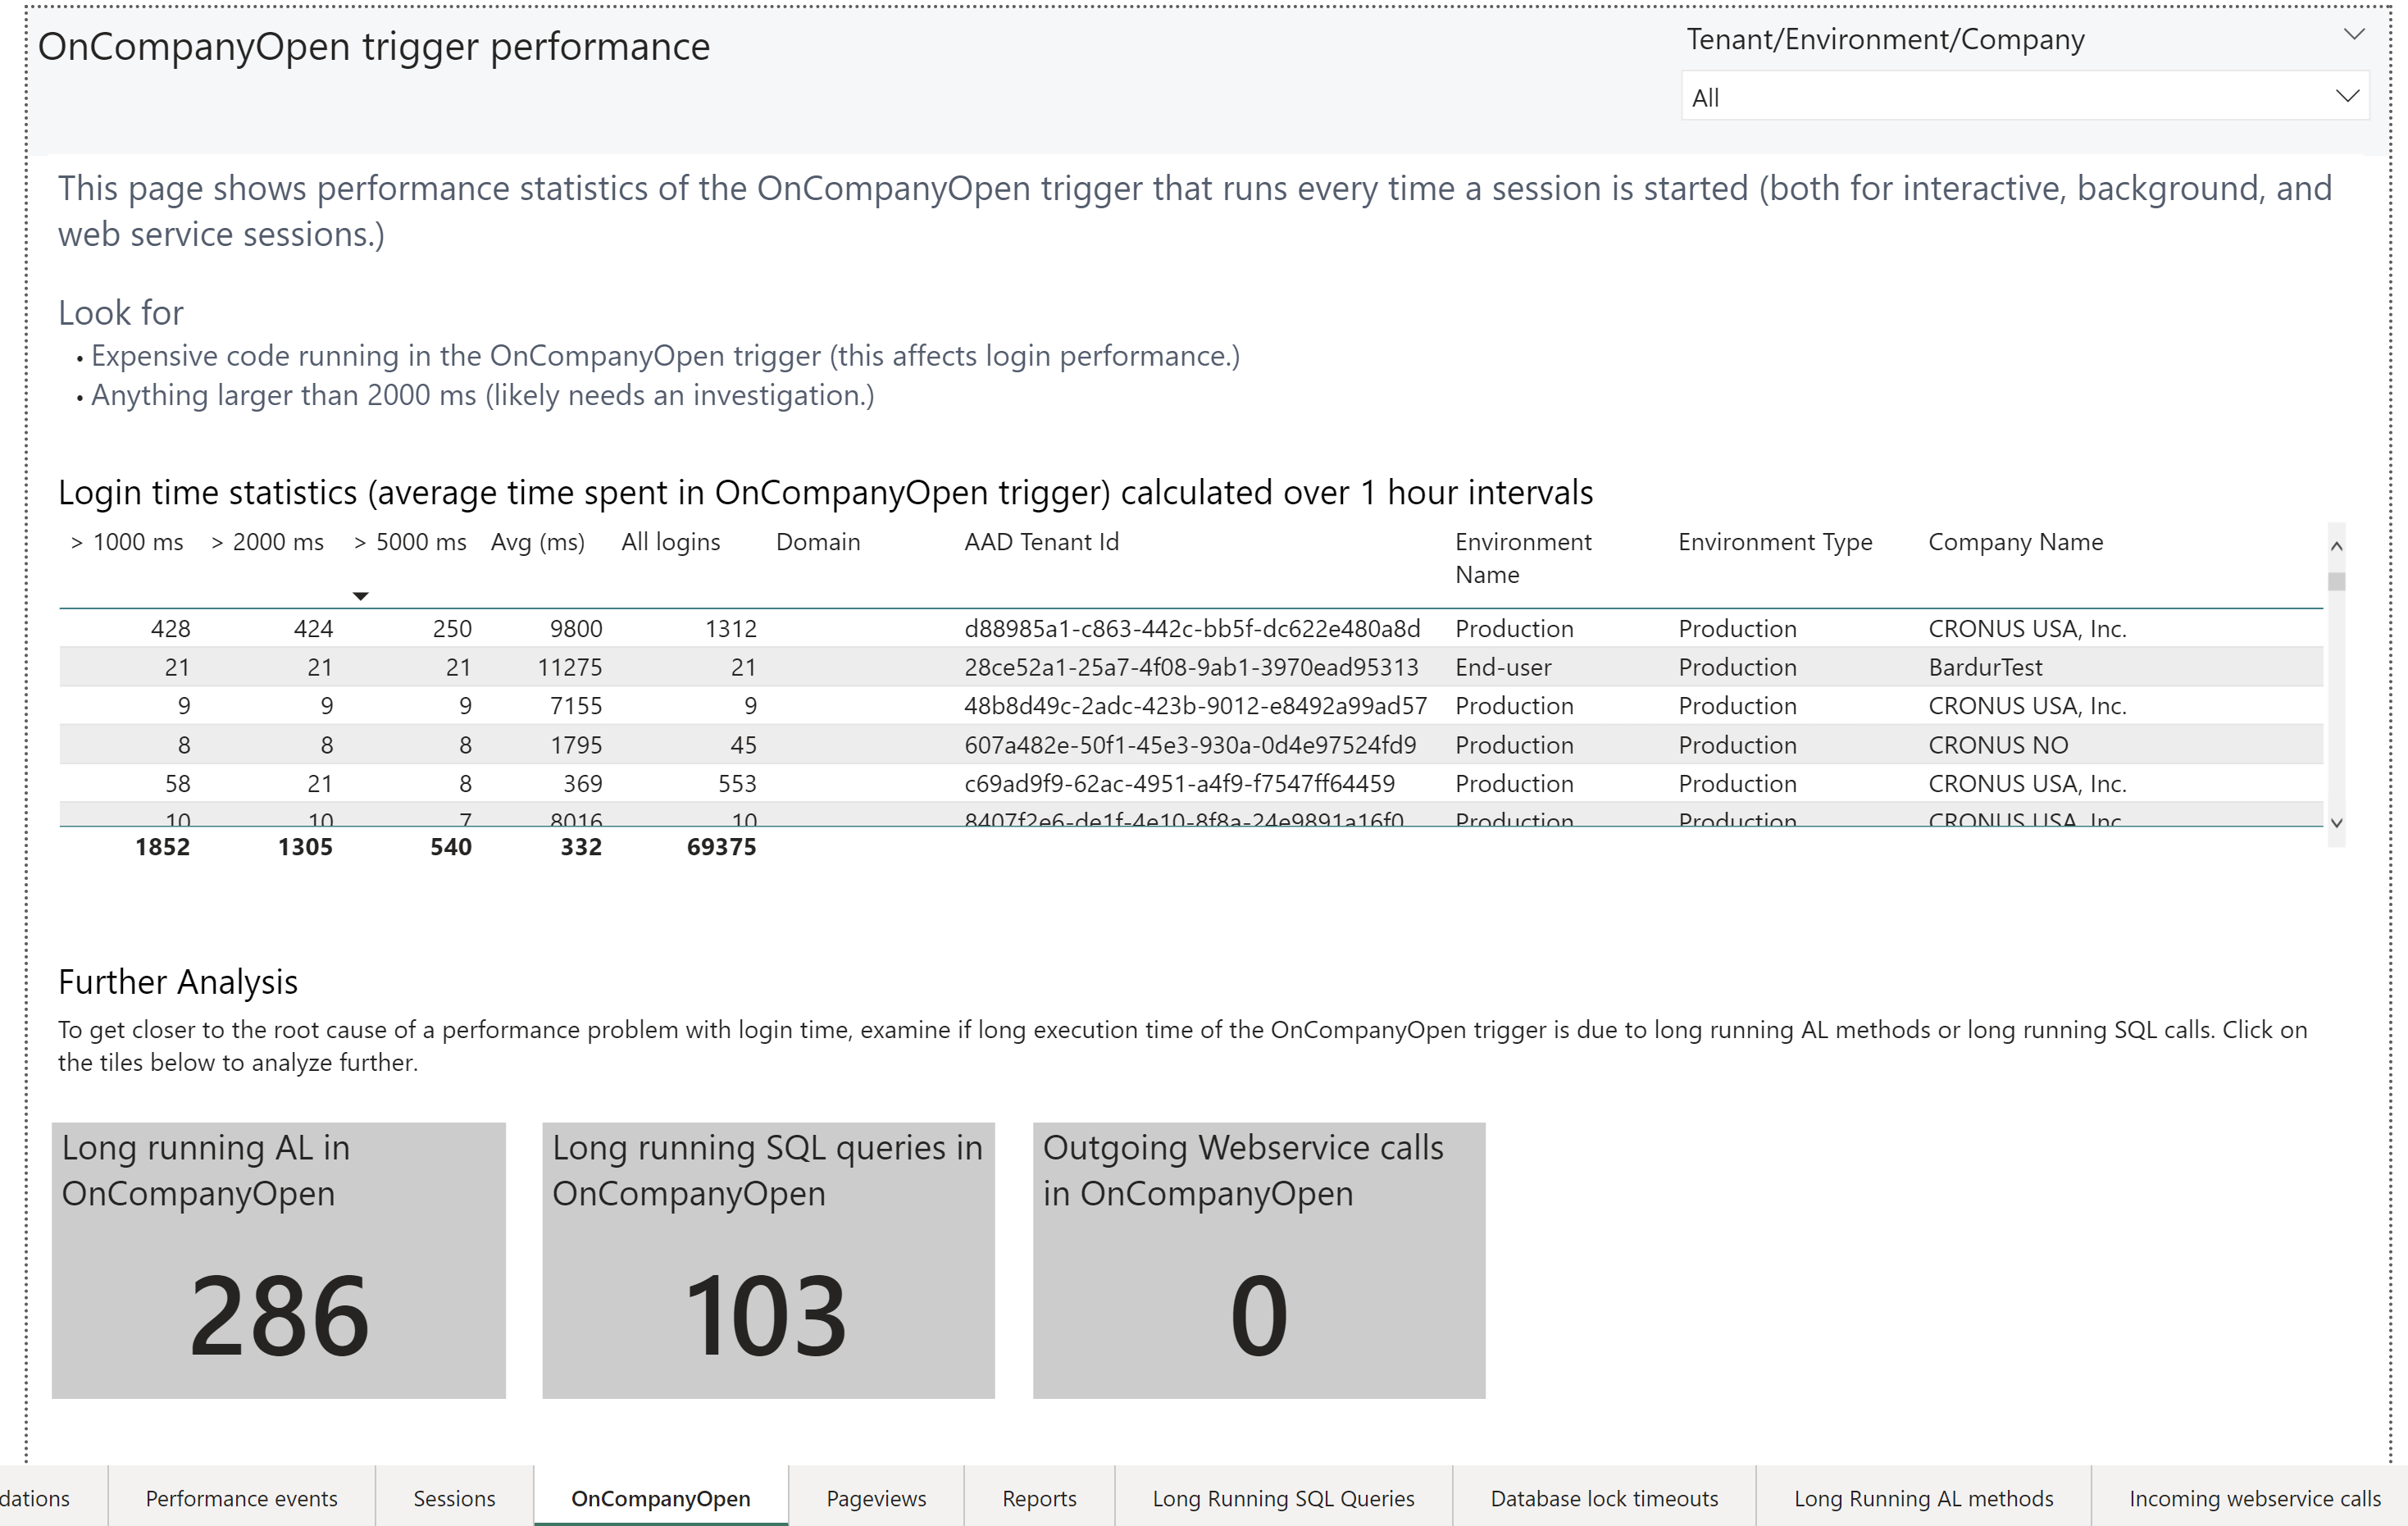 OnCompanyOpen trigger performance
Tenant/Environment/Company
All
This page shows performance statistics of the OnCompanyOpen trigger that runs every time a session is started (both for interactive, background, and
web service sessions.)
Look for
• Expensive code running in the OnCompanyOpen trigger (this affects login performance.)
• Anything larger than 2000 ms (likely needs an investigation.)
Login time statistics (average time spent in OnCompanyOpen trigger) calculated over 1 hour intervals
> 1000 ms > 2000 ms > 5000 ms Avg (ms) All logins Domain AAD Tenant Id Environment Name Environment Type Company Name
428 424 250 9800 1312 d88985a1-c863-442c-bb5f-dc622e480a8d Production Production CRONUS USA, Inc.
21 21 21 11275 21 28ce52a1-25a7-4f08-9ab1-3970ead95313 End-user Production BardurTest
9 9 9 7155 9 48b8d49c-2adc-423b-9012-e8492a99ad57 Production Production CRONUS USA, Inc.
8 8 8 1795 45 607a482e-50f1-45e3-930a-0d4e97524fd9 Production Production CRONUS NO
58 21 8 369 553 c69ad9f9-62ac-4951-a4f9-f7547ff64459 Production Production CRONUS USA, Inc.
10 10 7 8016 10 8407f2e6-de1f-4e10-8f8a-24e9891a16f0 Production Production CRONUS USA, Inc.
1852 1305 540 332 69375
Further Analysis
To get closer to the root cause of a performance problem with login time, examine if long execution time of the OnCompanyOpen trigger is due to long running AL methods or long running SQL calls. Click on
the tiles below to analyze further.
Long running AL in
OnCompanyOpen
286
Long running SQL queries in
OnCompanyOpen
103
Outgoing Webservice calls
in OnCompanyOpen
0
dations Performance events Sessions OnCompanyOpen Pageviews Reports Long Running SQL Queries Database lock timeouts Long Running AL methods Incoming webservice calls